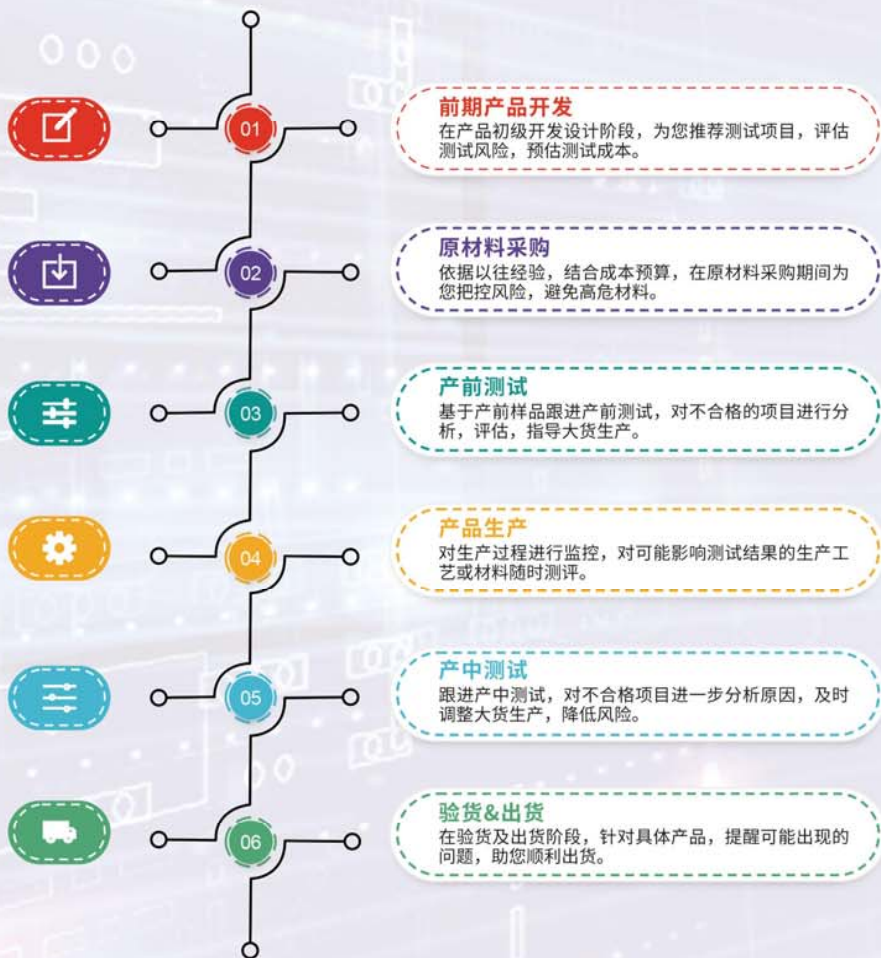 01
前期产品开发
在产品初级开发设计阶段，为您推荐测试项目，评估
测试风险，预估测试成本。
02
原材料采购
依据以往经验，结合成本预算，在原材料采购期间为
您把控风险，避免高危材料。
03
产前测试
基于产前样品跟进产前测试，对不合格的项目进行分
析，评估，指导大货生产。
04
产品生产
对生产过程进行监控，对可能影响测试结果的生产工
艺或材料随时测评。
05
产中测试
跟进产中测试，对不合格项目进一步分析原因，及时
调整大货生产，降低风险。
06
验货&出货
在验货及出货阶段，针对具体产品，提醒可能出现的
问题，助您顺利出货。